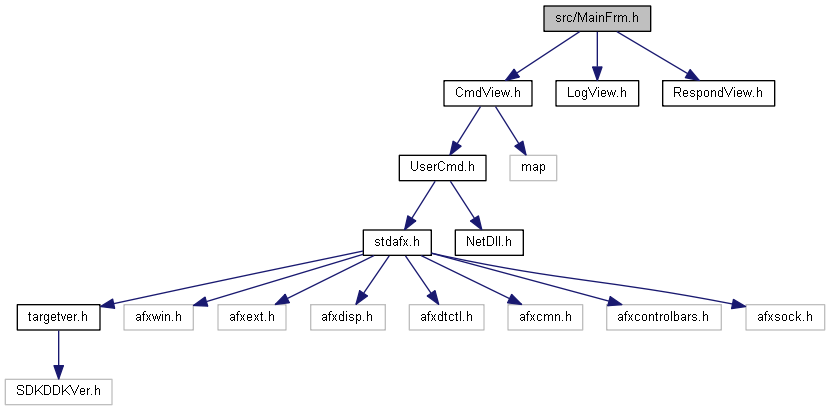 src/MainFrm.h
CmdView.h
LogView.h
RespondView.h
UserCmd.h
map
stdafx.h
NetDll.h
targetver.h
afxwin.h
afxext.h
afxdisp.h
afxdtctl.h
afxcmn.h
afxcontrolbars.h
afxsock.h
SDKDDKVer.h